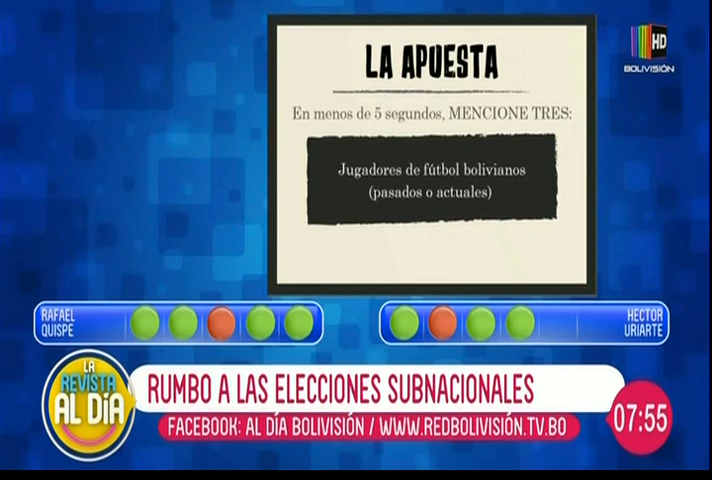 LA APUESTA
HD
BOLIVISIÓN
En menos de 5 segundos, MENCIONE TRES:
Jugadores de fútbol bolivianos
(pasados o actuales)
RAFAEL
QUISPE
HECTOR
URIARTE
LA
REVISTA
AL DÍA
RUMBO A LAS ELECCIONES SUBNACIONALES
FACEBOOK: AL DÍA BOLIVISIÓN / WWW.REDBOLIVISIÓN.TV.BO
07:55